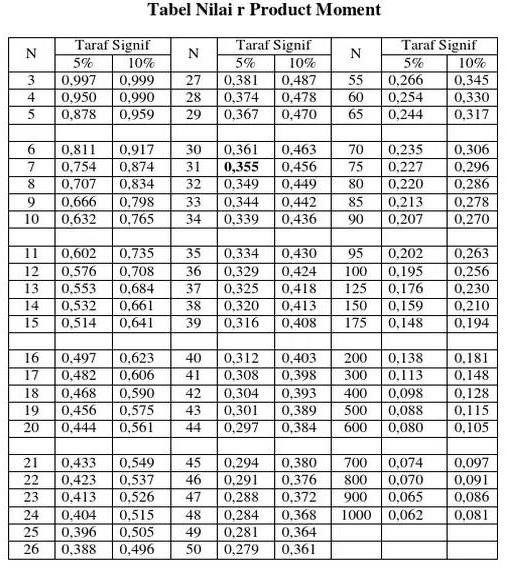 Tabel Nilai r Product Moment
N Taraf Signif N Taraf Signif N Taraf Signif
5% 10% 5% 10% 5% 10%
3 0,997 0,999 27 0,381 0,487 55 0,266 0,345
4 0,950 0,990 28 0,374 0,478 60 0,254 0,330
5 0,878 0,959 29 0,367 0,470 65 0,244 0,317
6 0,811 0,917 30 0,361 0,463 70 0,235 0,306
7 0,754 0,874 31 0,355 0,456 75 0,227 0,296
8 0,707 0,834 32 0,349 0,449 80 0,220 0,286
9 0,666 0,798 33 0,344 0,442 85 0,213 0,278
10 0,632 0,765 34 0,339 0,436 90 0,207 0,270
11 0,602 0,735 35 0,334 0,430 95 0,202 0,263
12 0,576 0,708 36 0,329 0,424 100 0,195 0,256
13 0,553 0,684 37 0,325 0,418 125 0,176 0,230
14 0,532 0,661 38 0,320 0,413 150 0,159 0,210
15 0,514 0,641 39 0,316 0,408 175 0,148 0,194
16 0,497 0,623 40 0,312 0,403 200 0,138 0,181
17 0,482 0,606 41 0,308 0,398 300 0,113 0,148
18 0,468 0,590 42 0,304 0,393 400 0,098 0,128
19 0,456 0,575 43 0,301 0,389 500 0,088 0,115
20 0,444 0,561 44 0,297 0,384 600 0,080 0,105
21 0,433 0,549 45 0,294 0,380 700 0,074 0,097
22 0,423 0,537 46 0,291 0,376 800 0,070 0,091
23 0,413 0,526 47 0,288 0,372 900 0,065 0,086
24 0,404 0,515 48 0,284 0,368 1000 0,062 0,081
25 0,396 0,505 49 0,281 0,364
26 0,388 0,496 50 0,279 0,361